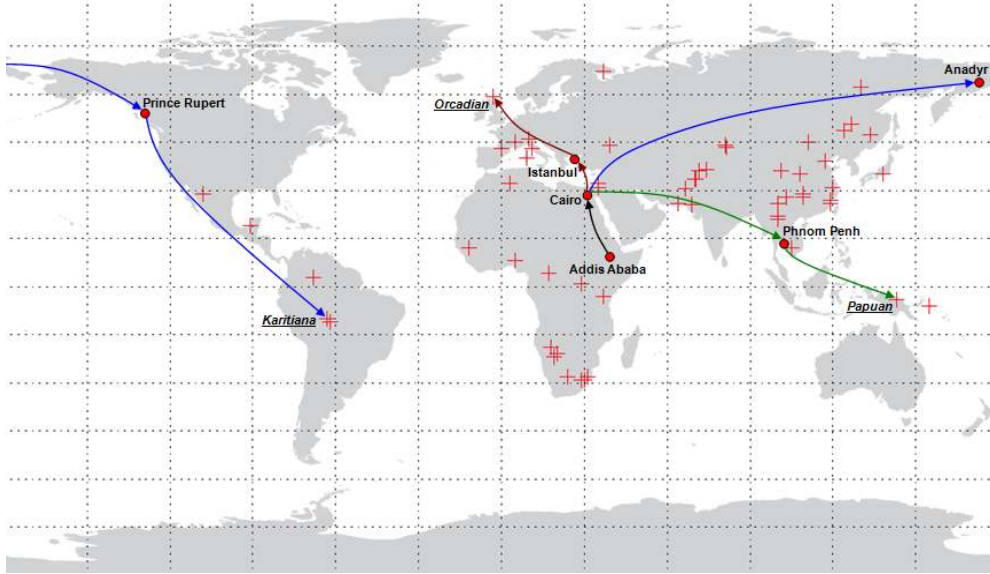 Anadyr
Prince Rupert
Orcadian
Istanbul
Cairo
Phnom Penh
Addis Ababa
Papuan
Karitiana